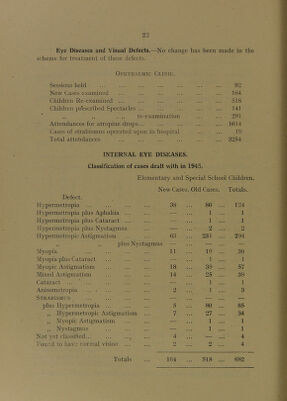 23
Eye Diseases and Visual Defects.—No change has been made in the
scheme for treatment of these defects.
OPHTHALMIC CLINIC.
Sessions held ... 92
New Cases examined ... 164
Children Re-examined ... 518
Children prescribed Spectacles ... 341
" " " re-examination ... 291
Attendances for atropine drops ... 1614
Cases of strabismus operated upon in hospital ... 19
Total attendances ... 3254
INTERNAL EYE DISEASES.
Classification of cases dealt with in 1945.
Elementary and Special School Children.
New Cases. Old Cases. Totals.
Defect.
Hypermetropia ... 38 ... 86 ... 124
Hypermetropia plus Aphakia ... — ... 1 ... 1
Hypermetropia plus Cataract ... — ... 1 ... 1
Hypermetropia plus Nystagmus ... — ... 2 ... 2
Hypermetropic Astigmatism ... 63 ... 231 ... 294
" plus Nystagmus — ... — ... —
Myopia ... 11 ... 19 ... 30
Myopia plus Cataract ... — ... 1 ... 1
Myopic Astigmatism ... 18 ... 39 ... 57
Mixed Astigmatism ... 14 ... 25 ... 39
Cataract ... — ... 1 ... 1
Anisometropia ... 2 ... 1 ... 3
STRABISMUS
plus Hypermetropia ... 5 ... 80 ... 85
" Hypermetropic Astigmatism ... 7 ... 27 ... 34
" Myopic Astigmatism ... — ... 1 ... 1
" Nystagmus ... — ... 1 ... 1
Not yet classified ... 4 ... — ... 4
Found to have normal vision ... 2 ... 2 ... 4
Totals ... 164 ... 518 ... 682